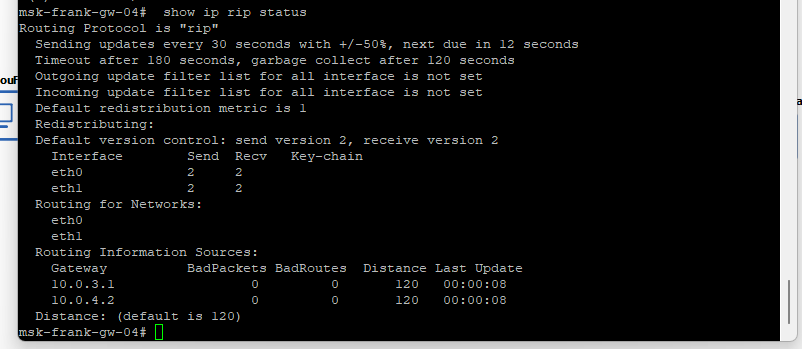 msk-frank-gw-04#  show ip rip status
Routing Protocol is "rip"
  Sending updates every 30 seconds with +/-50%, next due in 12 seconds
  Timeout after 180 seconds, garbage collect after 120 seconds
  Outgoing update filter list for all interface is not set
  Incoming update filter list for all interface is not set
  Default redistribution metric is 1
  Redistributing:
  Default version control: send version 2, receive version 2
    Interface        Send  Recv   Key-chain
    eth0             2     2
    eth1             2     2
  Routing for Networks:
    eth0
    eth1
  Routing Information Sources:
    Gateway          BadPackets BadRoutes  Distance Last Update
    10.0.3.1                 0         0       120   00:00:08
    10.0.4.2                 0         0       120   00:00:08
  Distance: (default is 120)
msk-frank-gw-04#